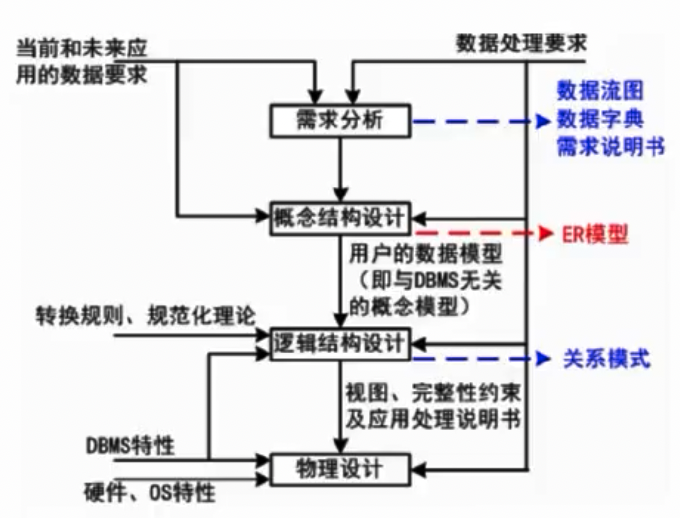 当前和未来应
用的数据要求
数据处理要求
需求分析
数据流图
数据字典
需求说明书
概念结构设计
ER模型
用户的数据模型
（即与DBMS无关
的概念模型）
转换规则、规范化理论
逻辑结构设计
关系模式
视图、完整性约束
及应用处理说明书
DBMS特性
物理设计
硬件、OS特性